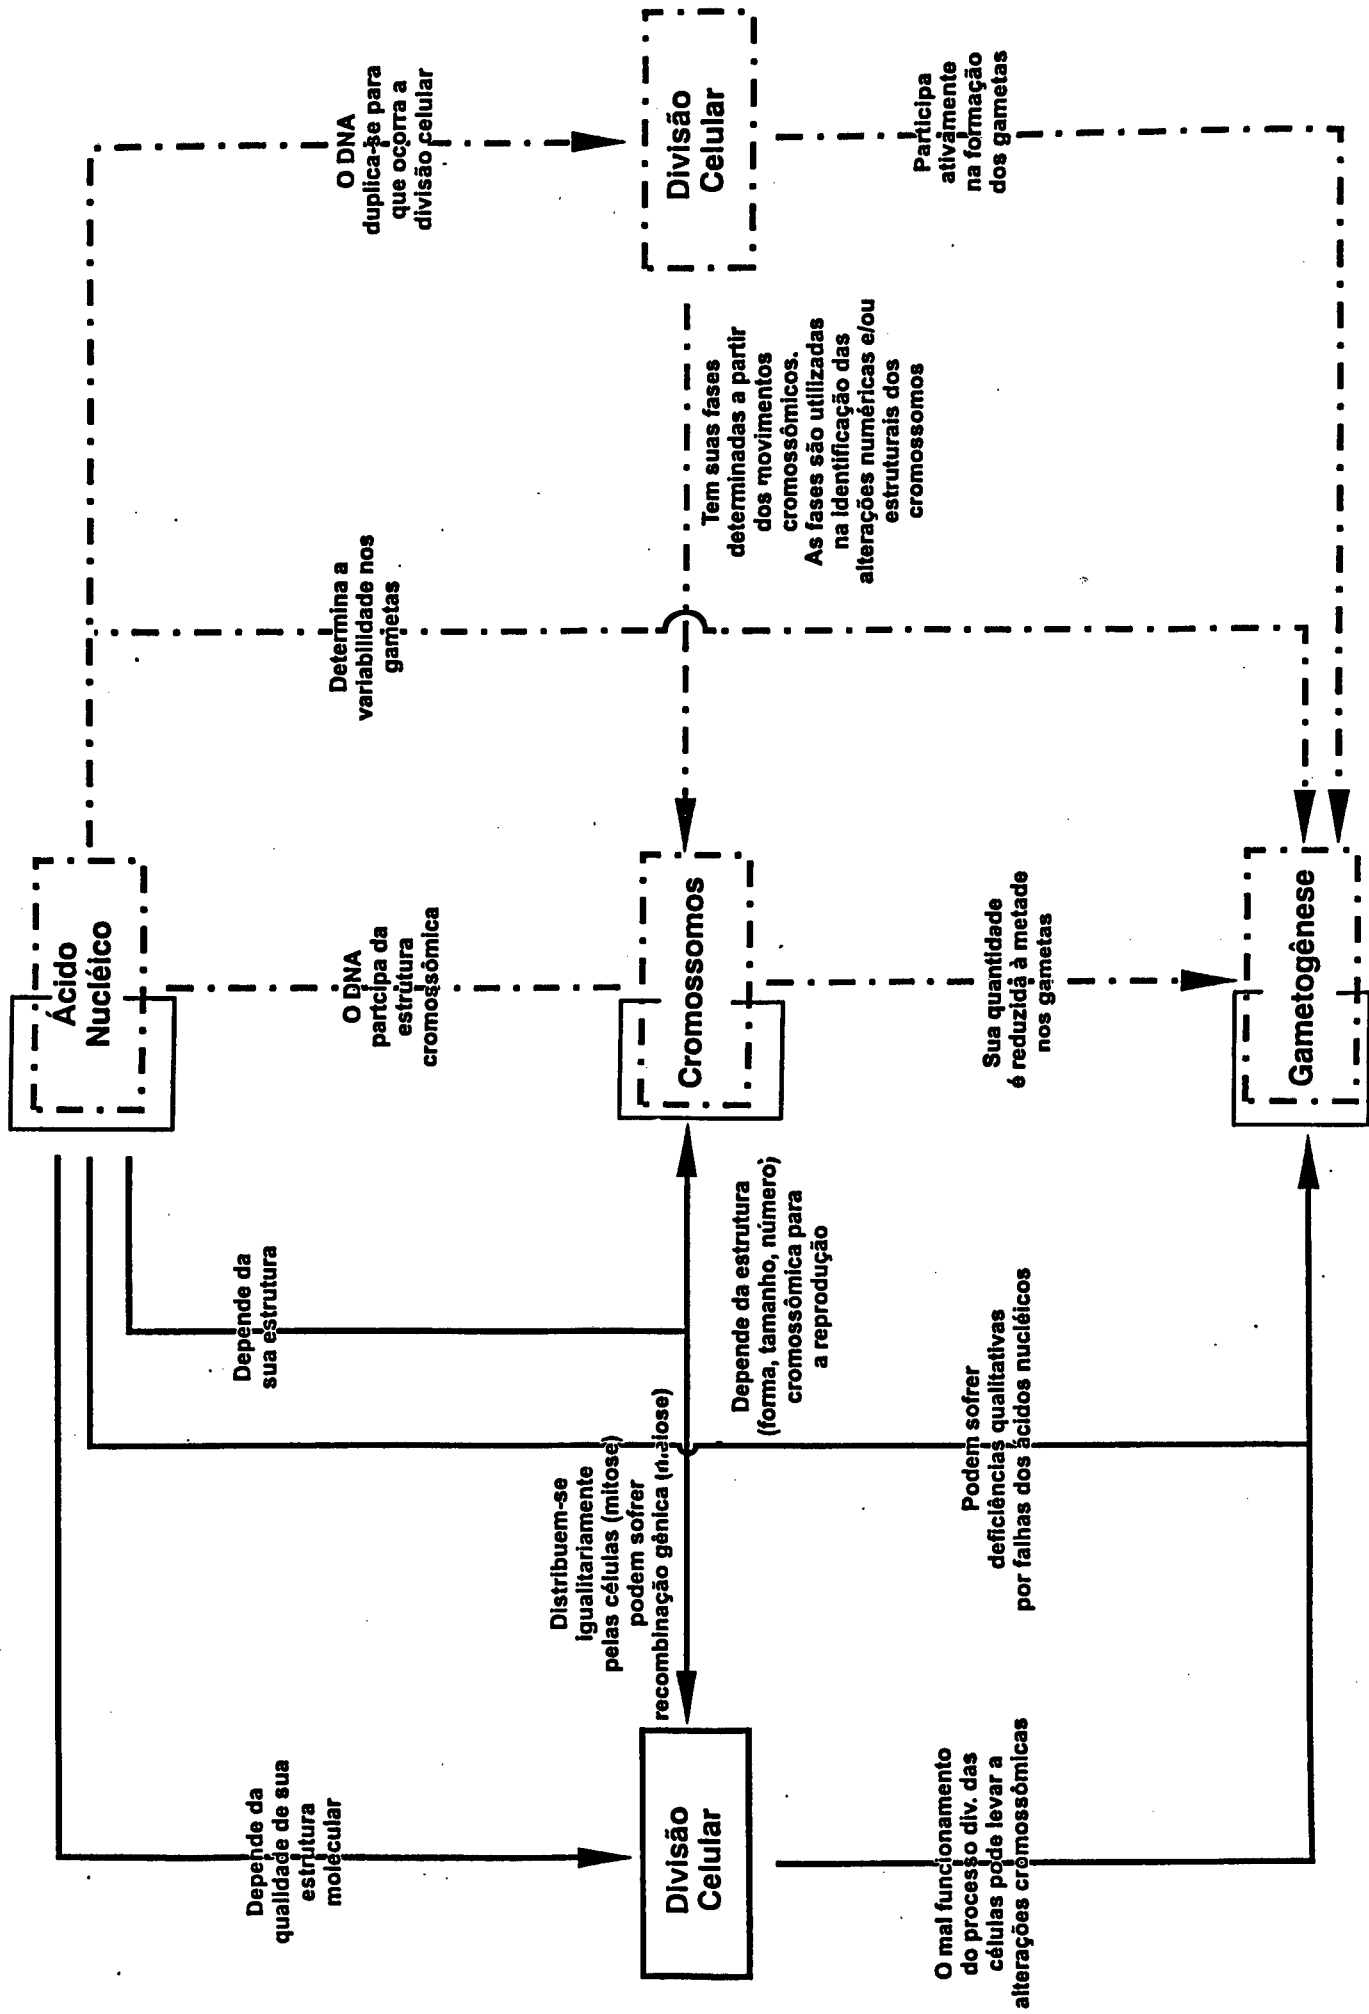 Ácido
Nucléico
Depende da
qualidade de sua
estrutura
molecular
Depende da
sua estrutura
O DNA
partcipa da
estrutura
cromossômica
Determina a
variabilidade nos
gametas
O DNA
duplica-se para
que ocorra a
divisão celular
Divisão
Celular
Distribuem-se
igualitariamente
pelas células (mitose)
podem sofrer
recombinação gênica (meiose)
Depende da estrutura
(forma, tamanho, número)
cromossômica para
a reprodução
Cromossomos
Tem suas fases
determinadas a partir
dos movimentos
cromossômicos.
As fases são utilizadas
na identificação das
alterações numéricas e/ou
estruturais dos
cromossomos
Divisão
Celular
O mal funcionamento
do processo div. das
células pode levar a
alterações cromossômicas
Podem sofrer
deficiências qualitativas
por falhas dos ácidos nucléicos
Sua quantidade
é reduzida à metade
nos gametas
Participa
ativamente
na formação
dos gametas
Gametogênese